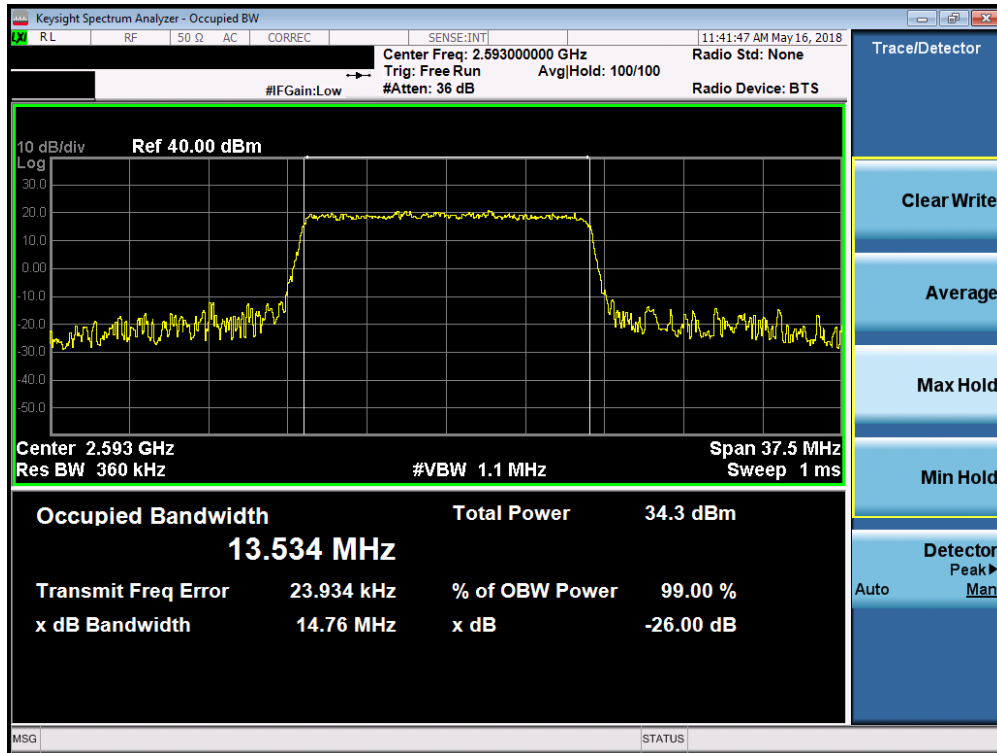 Keysight Spectrum Analyzer - Occupied BW
LXI RL RF 50 Ω AC CORREC SENSE:INT 11:41:47 AM May 16, 2018
Center Freq: 2.593000000 GHz Radio Std: None
Trig: Free Run Avg|Hold: 100/100
#IFGain:Low #Atten: 36 dB Radio Device: BTS
10 dB/div Ref 40.00 dBm
Log
30.0
20.0
10.0
0.00
-10.0
-20.0
-30.0
-40.0
-50.0
Center 2.593 GHz Span 37.5 MHz
Res BW 360 kHz #VBW 1.1 MHz Sweep 1 ms
Occupied Bandwidth Total Power 34.3 dBm
13.534 MHz
Transmit Freq Error 23.934 kHz % of OBW Power 99.00 %
x dB Bandwidth 14.76 MHz x dB -26.00 dB
MSG STATUS
Trace/Detector
Clear Write
Average
Max Hold
Min Hold
Detector
Peak▶
Auto Man